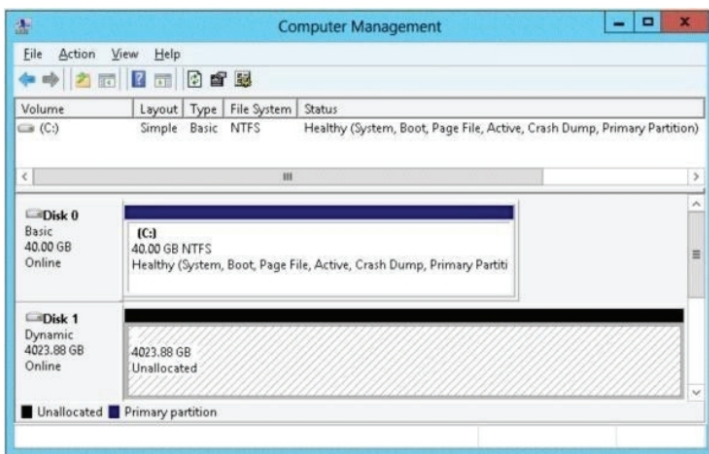 Computer Management
File Action View Help
Volume Layout Type File System Status
(C:) Simple Basic NTFS Healthy (System, Boot, Page File, Active, Crash Dump, Primary Partition)
Disk 0
Basic
40.00 GB
Online
(C:)
40.00 GB NTFS
Healthy (System, Boot, Page File, Active, Crash Dump, Primary Partiti
Disk 1
Dynamic
4023.88 GB
Online
4023.88 GB
Unallocated
Unallocated Primary partition